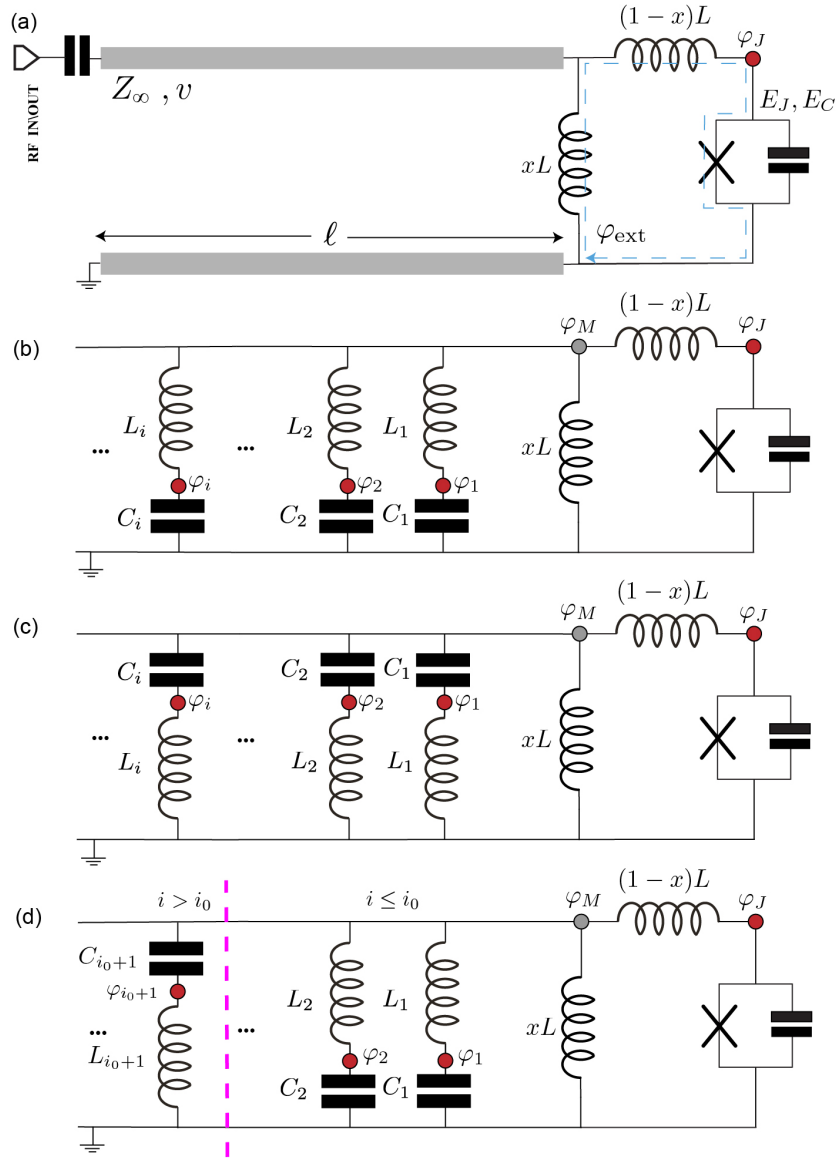 (a)
(1 − x)L
φ_J
RF IN\OUT
Z_∞ , v
E_J, E_C
xL
ℓ
φ_ext
(b)
φ_M
(1 − x)L
φ_J
L_i
L_2
L_1
xL
...
...
φ_i
φ_2
φ_1
C_i
C_2
C_1
(c)
φ_M
(1 − x)L
φ_J
C_i
C_2
C_1
φ_i
φ_2
φ_1
...
...
xL
L_i
L_2
L_1
(d)
i > i_0
i ≤ i_0
φ_M
(1 − x)L
φ_J
C_{i_0+1}
L_2
L_1
φ_{i_0+1}
xL
...
...
L_{i_0+1}
φ_2
φ_1
C_2
C_1